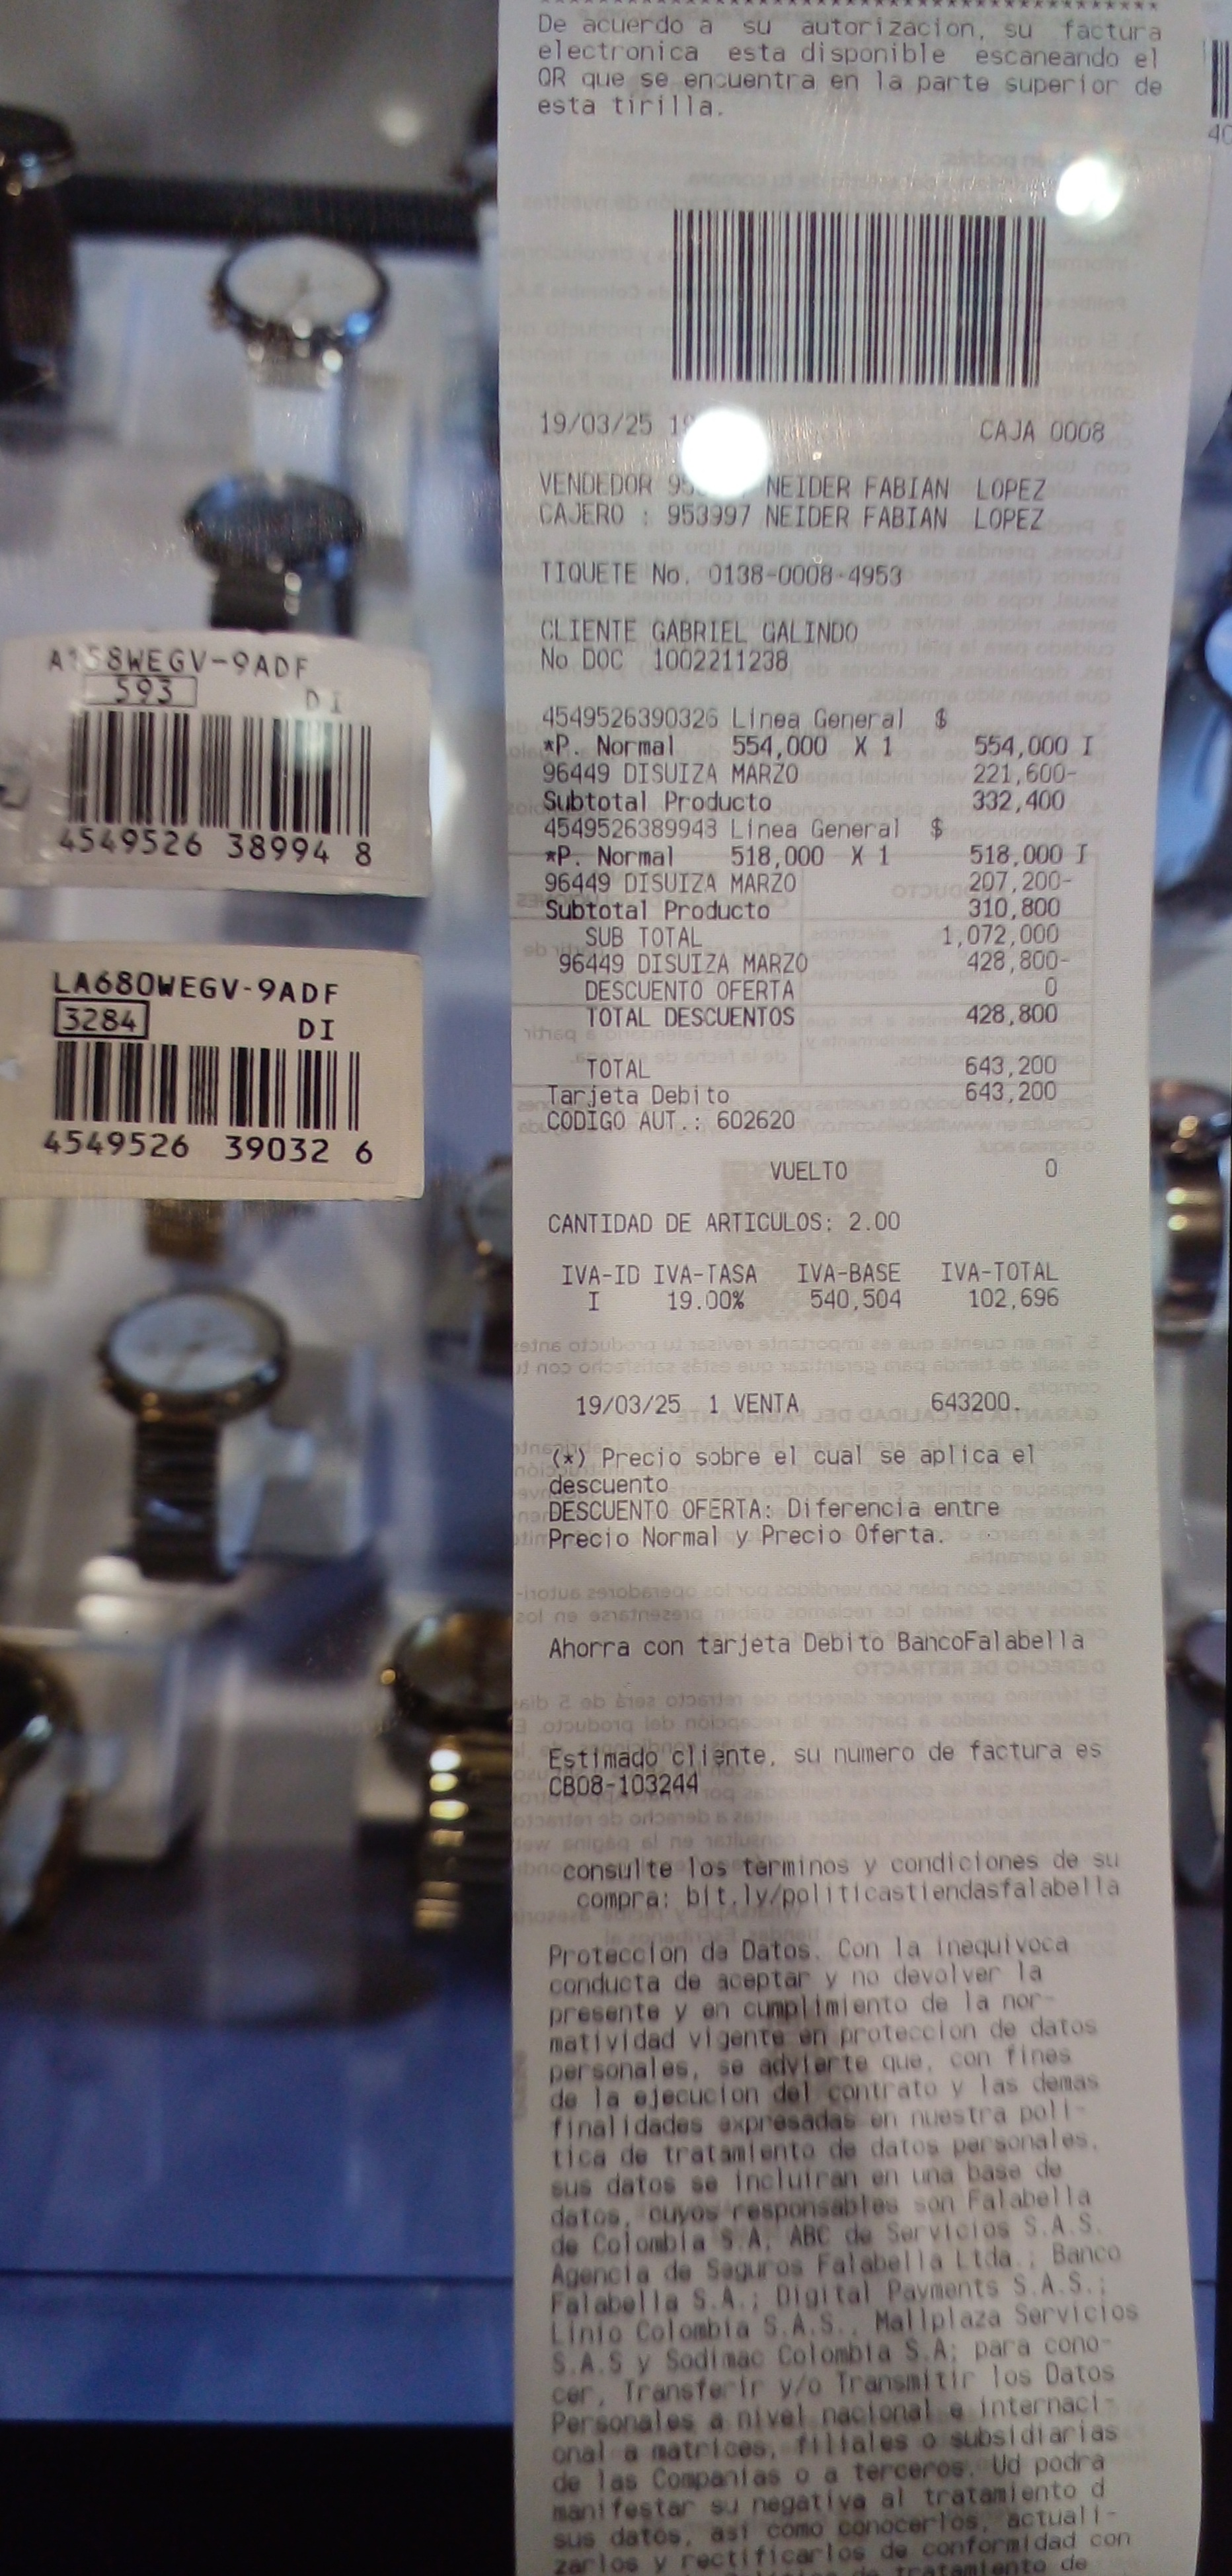 De acuerdo a su autorizacion, su factura
electronica esta disponible escaneando el
QR que se encuentra en la parte superior de
esta tirilla.
19/03/25 CAJA 0008
VENDEDOR NEIDER FABIAN LOPEZ
CAJERO : 953997 NEIDER FABIAN LOPEZ
TIQUETE No. 0138-0008-4953
CLIENTE GABRIEL GALINDO
No DOC 1002211238
4549526390326 Linea General $
*P. Normal 554,000 X 1 554,000 I
96449 DISUIZA MARZO 221,600-
Subtotal Producto 332,400
4549526389948 Linea General $
*P. Normal 518,000 X 1 518,000 I
96449 DISUIZA MARZO 207,200-
Subtotal Producto 310,800
SUB TOTAL 1,072,000
96449 DISUIZA MARZO 428,800-
DESCUENTO OFERTA 0
TOTAL DESCUENTOS 428,800
TOTAL 643,200
Tarjeta Debito 643,200
CODIGO AUT.: 602620
VUELTO 0
CANTIDAD DE ARTICULOS: 2.00
IVA-ID IVA-TASA IVA-BASE IVA-TOTAL
I 19.00% 540,504 102,696
19/03/25 1 VENTA 643200.
(*) Precio sobre el cual se aplica el
descuento
DESCUENTO OFERTA: Diferencia entre
Precio Normal y Precio Oferta.
Ahorra con tarjeta Debito BancoFalabella
Estimado cliente, su numero de factura es
CB08-103244
consulte los terminos y condiciones de su
compra: bit.ly/politicastiendasfalabella
Proteccion de Datos. Con la inequivoca
conducta de aceptar y no devolver la
presente y en cumplimiento de la nor-
matividad vigente en proteccion de datos
personales, se advierte que, con fines
de la ejecucion del contrato y las demas
finalidades expresadas en nuestra poli-
tica de tratamiento de datos personales,
sus datos se incluiran en una base de
datos, cuyos responsables son Falabella
de Colombia S.A, ABC de Servicios S.A.S.
Agencia de Seguros Falabella Ltda.; Banco
Falabella S.A.; Digital Payments S.A.S.;
Linio Colombia S.A.S., Mallplaza Servicios
S.A.S y Sodimac Colombia S.A; para cono-
cer, Transferir y/o Transmitir los Datos
Personales a nivel nacional e internaci-
onal a matrices, filiales o subsidiarias
de las Companias o a terceros. Ud podra
manifestar su negativa al tratamiento d
sus datos, asi como conocerlos, actuali-
zarlos y rectificarlos de conformidad con
de tratamiento de
A158WEGV-9ADF
593 DI
4549526 38994 8
LA680WEGV-9ADF
3284 DI
4549526 39032 6
40